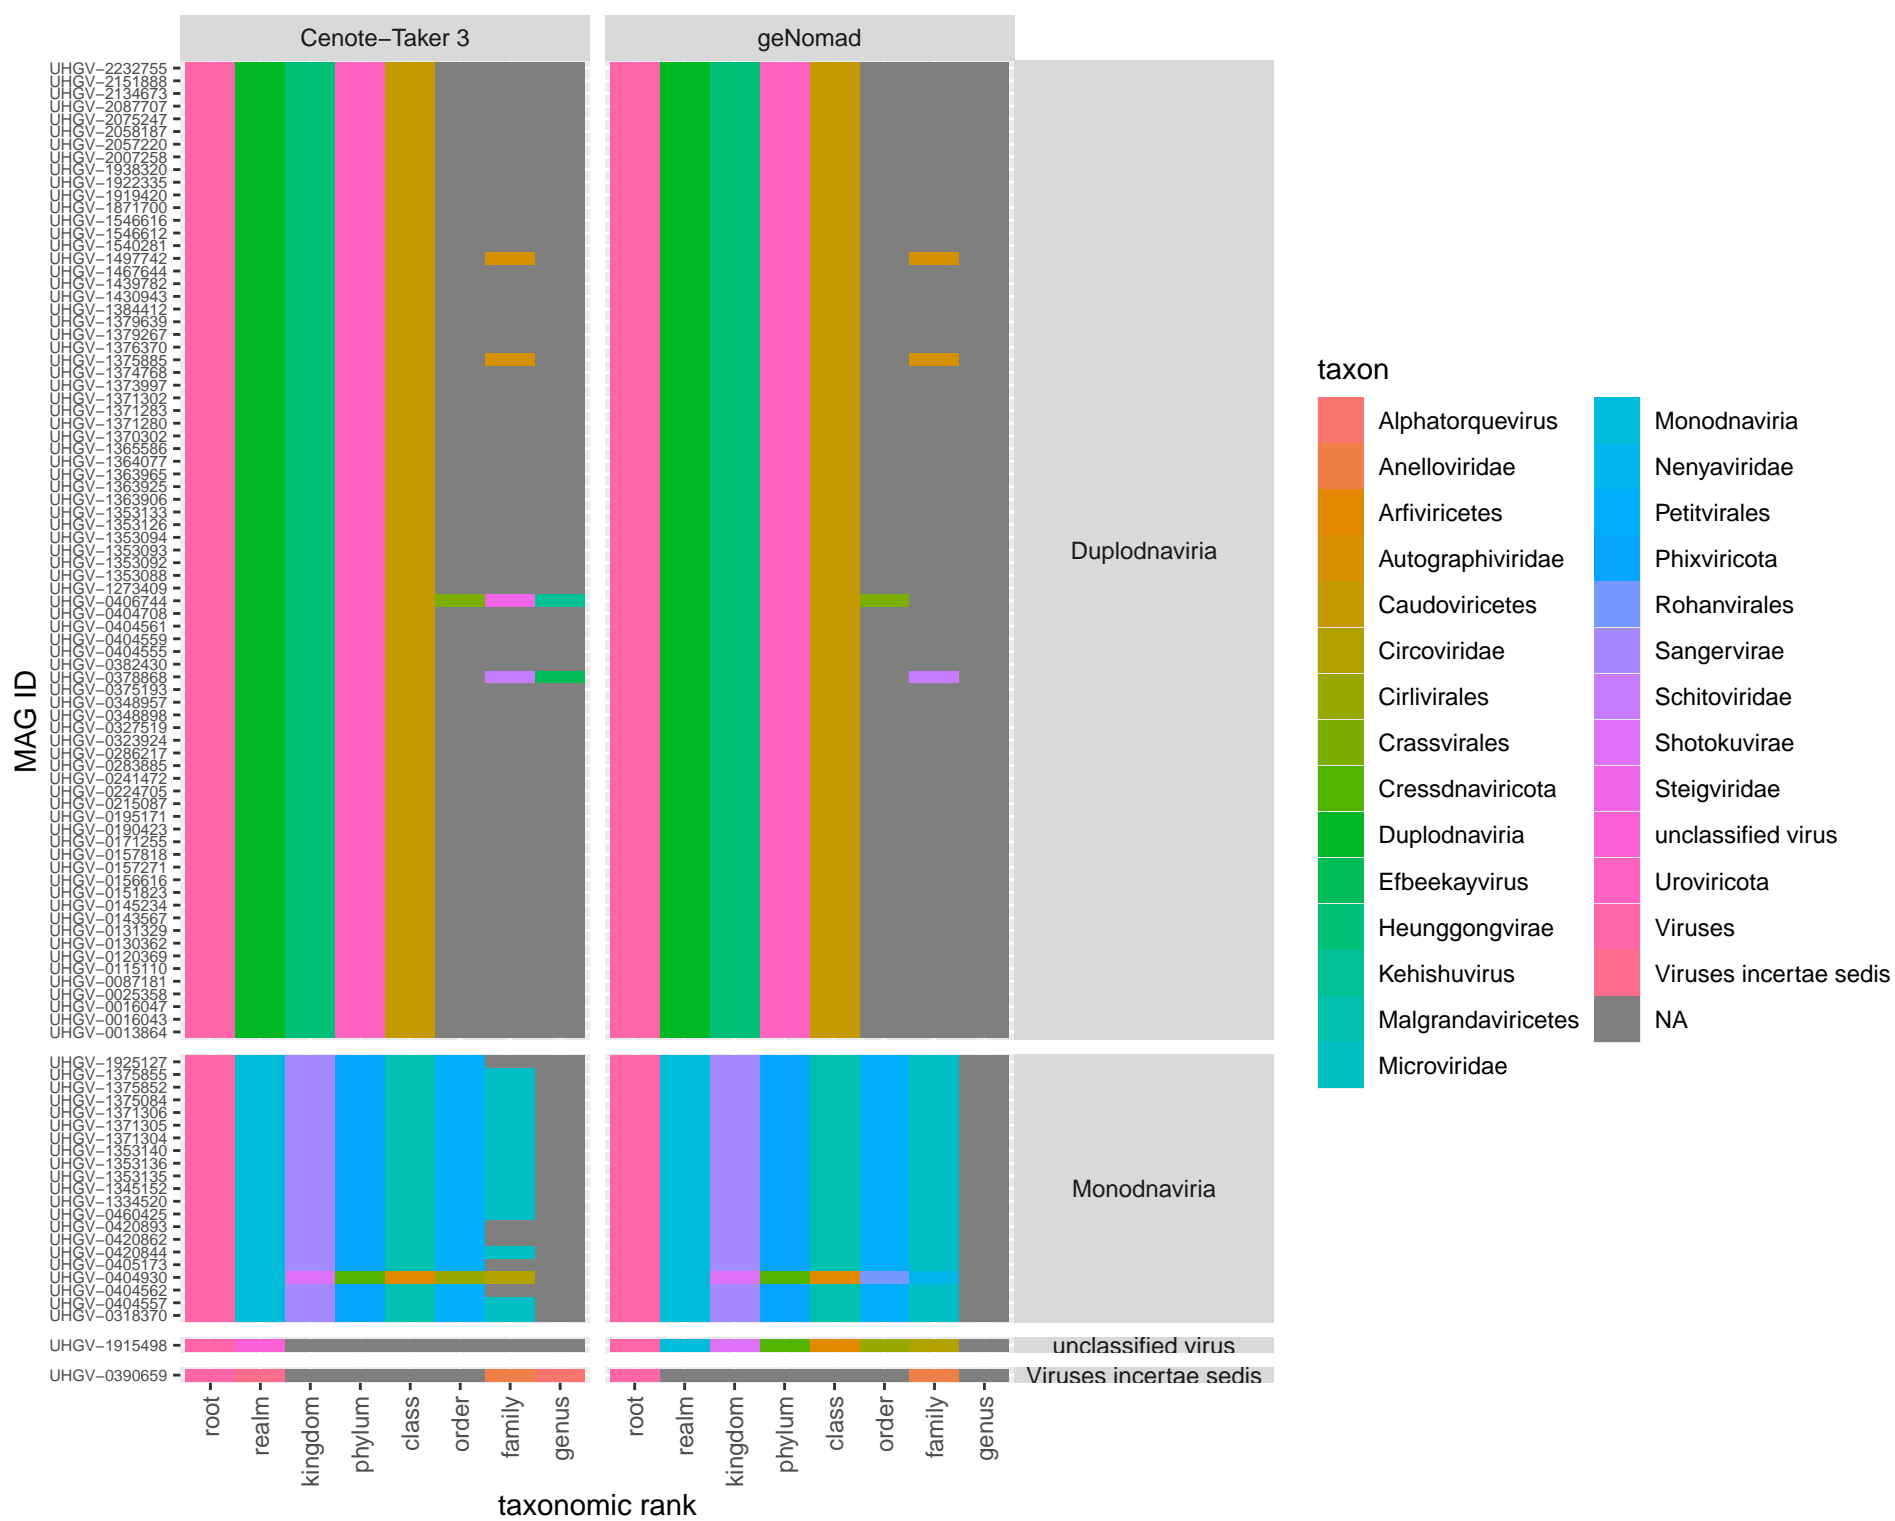 Cenote−Taker 3
geNomad
UHGV−2232755
UHGV−2151888
UHGV−2134673
UHGV−2087707
UHGV−2075247
UHGV−2058187
UHGV−2057220
UHGV−2007258
UHGV−1938320
UHGV−1922335
UHGV−1919420
UHGV−1871700
UHGV−1546616
UHGV−1546612
UHGV−1540281
UHGV−1497742
UHGV−1467644
UHGV−1439782
UHGV−1430943
UHGV−1384412
UHGV−1379639
UHGV−1379267
UHGV−1376370
UHGV−1375885
UHGV−1374768
UHGV−1373997
UHGV−1371302
UHGV−1371283
UHGV−1371280
UHGV−1370302
UHGV−1365586
UHGV−1364077
UHGV−1363965
UHGV−1363925
UHGV−1363906
UHGV−1353133
UHGV−1353126
UHGV−1353094
UHGV−1353093
UHGV−1353092
UHGV−1353088
UHGV−1273409
UHGV−0406744
UHGV−0404708
UHGV−0404561
UHGV−0404559
UHGV−0404555
UHGV−0382430
UHGV−0378868
UHGV−0375193
UHGV−0348957
UHGV−0348898
UHGV−0327519
UHGV−0323924
UHGV−0286217
UHGV−0283885
UHGV−0241472
UHGV−0224705
UHGV−0215087
UHGV−0195171
UHGV−0190423
UHGV−0171255
UHGV−0157818
UHGV−0157271
UHGV−0156616
UHGV−0151823
UHGV−0145234
UHGV−0143567
UHGV−0131329
UHGV−0130362
UHGV−0120369
UHGV−0115110
UHGV−0087181
UHGV−0025358
UHGV−0016047
UHGV−0016043
UHGV−0013864
Duplodnaviria
UHGV−1925127
UHGV−1375855
UHGV−1375852
UHGV−1375084
UHGV−1371306
UHGV−1371305
UHGV−1371304
UHGV−1353140
UHGV−1353136
UHGV−1353135
UHGV−1345152
UHGV−1334520
UHGV−0460425
UHGV−0420893
UHGV−0420862
UHGV−0420844
UHGV−0405173
UHGV−0404930
UHGV−0404562
UHGV−0404557
UHGV−0318370
Monodnaviria
UHGV−1915498
unclassified virus
UHGV−0390659
Viruses incertae sedis
MAG ID
root
realm
kingdom
phylum
class
order
family
genus
root
realm
kingdom
phylum
class
order
family
genus
taxonomic rank
taxon
Alphatorquevirus
Anelloviridae
Arfiviricetes
Autographiviridae
Caudoviricetes
Circoviridae
Cirlivirales
Crassvirales
Cressdnaviricota
Duplodnaviria
Efbeekayvirus
Heunggongvirae
Kehishuvirus
Malgrandaviricetes
Microviridae
Monodnaviria
Nenyaviridae
Petitvirales
Phixviricota
Rohanvirales
Sangervirae
Schitoviridae
Shotokuvirae
Steigviridae
unclassified virus
Uroviricota
Viruses
Viruses incertae sedis
NA